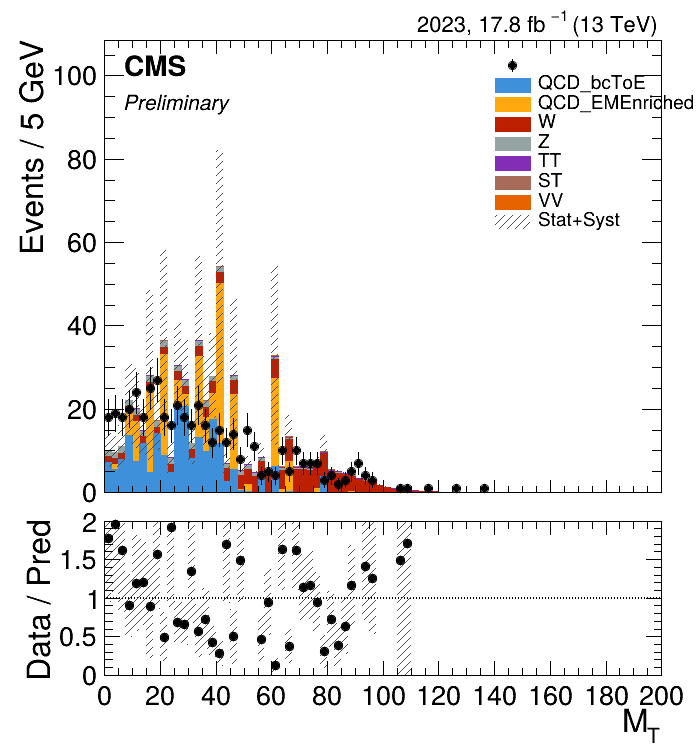 2023, 17.8 fb⁻¹ (13 TeV)
Events / 5 GeV
CMS
Preliminary
QCD_bcToE
QCD_EMEnriched
W
Z
TT
ST
VV
Stat+Syst
100
80
60
40
20
0
Data / Pred
2
1.5
1
0.5
0
0 20 40 60 80 100 120 140 160 180 200
M_T